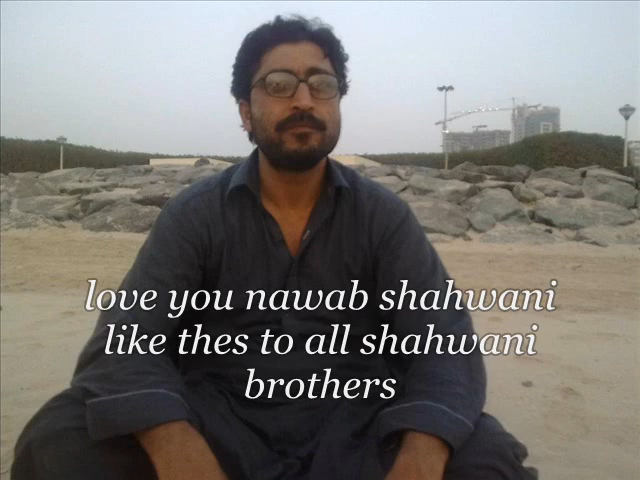 love you nawab shahwani
like thes to all shahwani
brothers